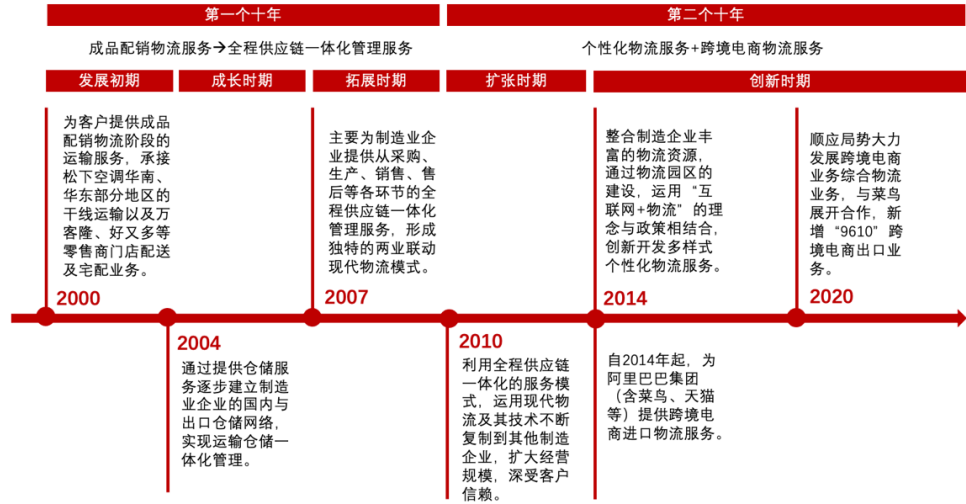 第一个十年
第二个十年
成品配销物流服务→全程供应链一体化管理服务
个性化物流服务+跨境电商物流服务
发展初期
成长时期
拓展时期
扩张时期
创新时期
为客户提供成品
配销物流阶段的
运输服务，承接
松下空调华南、
华东部分地区的
干线运输以及万
客隆、好又多等
零售商门店配送
及宅配业务。
2000
主要为制造业企
业提供从采购、
生产、销售、售
后等各环节的全
程供应链一体化
管理服务，形成
独特的两业联动
现代物流模式。
2007
整合制造企业丰
富的物流资源，
通过物流园区的
建设，运用“互
联网+物流”的理
念与政策相结合，
创新开发多样式
个性化物流服务。
2014
顺应局势大力
发展跨境电商
业务综合物流
业务，与菜鸟
展开合作，新
增“9610”跨
境电商出口业
务。
2020
2004
通过提供仓储服
务逐步建立制造
业企业的国内与
出口仓储网络，
实现运输仓储一
体化管理。
2010
利用全程供应链
一体化的服务模
式，运用现代物
流及其技术不断
复制到其他制造
企业，扩大经营
规模，深受客户
信赖。
自2014年起，为
阿里巴巴集团
（含菜鸟、天猫
等）提供跨境电
商进口物流服务。